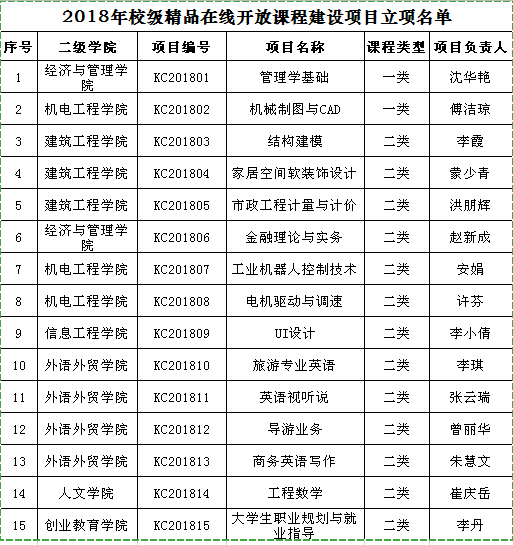 2018年校级精品在线开放课程建设项目立项名单
序号 二级学院 项目编号 项目名称 课程类型 项目负责人
1 经济与管理学院 KC201801 管理学基础 一类 沈华艳
2 机电工程学院 KC201802 机械制图与CAD 一类 傅洁琼
3 建筑工程学院 KC201803 结构建模 二类 李霞
4 建筑工程学院 KC201804 家居空间软装饰设计 二类 蒙少青
5 建筑工程学院 KC201805 市政工程计量与计价 二类 洪朋辉
6 经济与管理学院 KC201806 金融理论与实务 二类 赵新成
7 机电工程学院 KC201807 工业机器人控制技术 二类 安娟
8 机电工程学院 KC201808 电机驱动与调速 二类 许芬
9 信息工程学院 KC201809 UI设计 二类 李小倩
10 外语外贸学院 KC201810 旅游专业英语 二类 李琪
11 外语外贸学院 KC201811 英语视听说 二类 张云瑞
12 外语外贸学院 KC201812 导游业务 二类 曾丽华
13 外语外贸学院 KC201813 商务英语写作 二类 朱慧文
14 人文学院 KC201814 工程数学 二类 崔庆岳
15 创业教育学院 KC201815 大学生职业规划与就业指导 二类 李丹